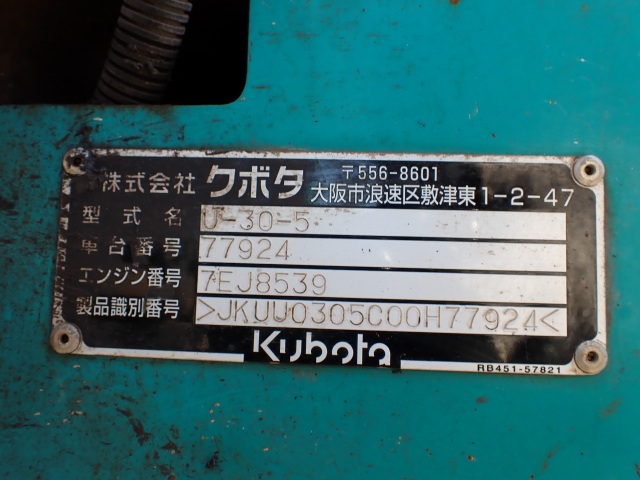 株式会社 クボタ 〒556-8601
大阪市浪速区敷津東1-2-47
型式名 U-30-5
車台番号 77924
エンジン番号 7EJ8539
製品識別番号 >JKUU0305C00H77924<
Kubota
RB451-57821